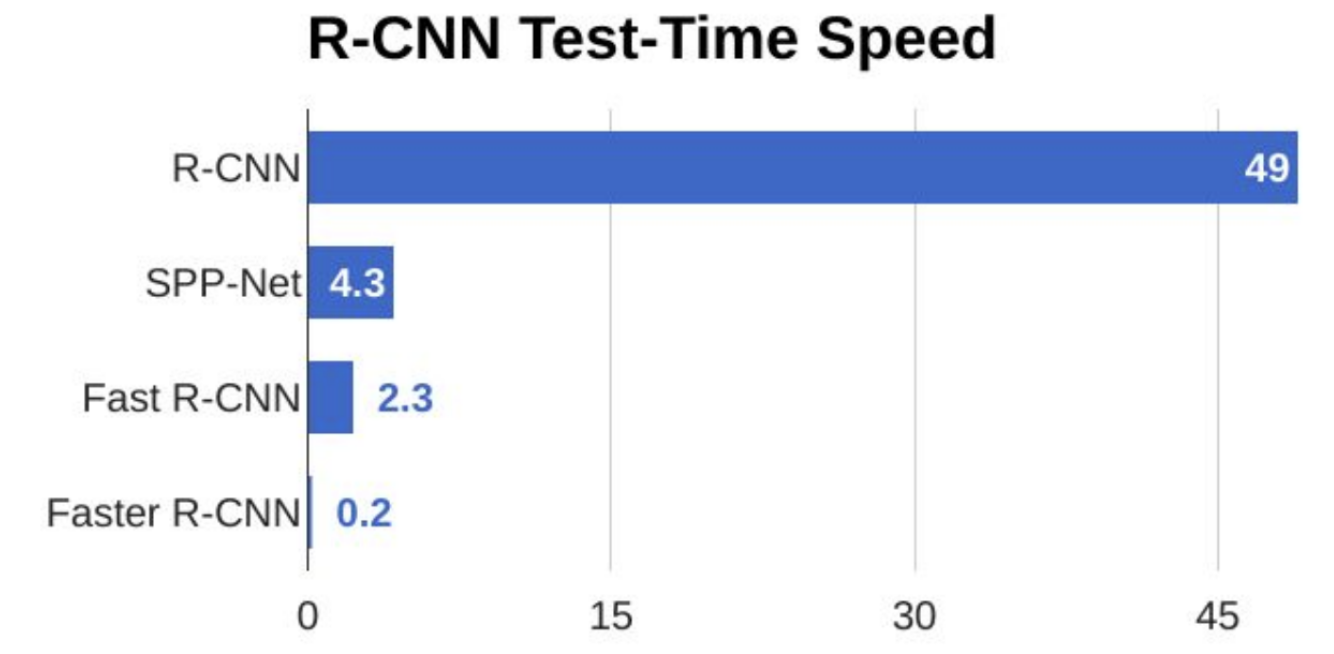 R-CNN Test-Time Speed
R-CNN 49
SPP-Net 4.3
Fast R-CNN 2.3
Faster R-CNN 0.2
0 15 30 45